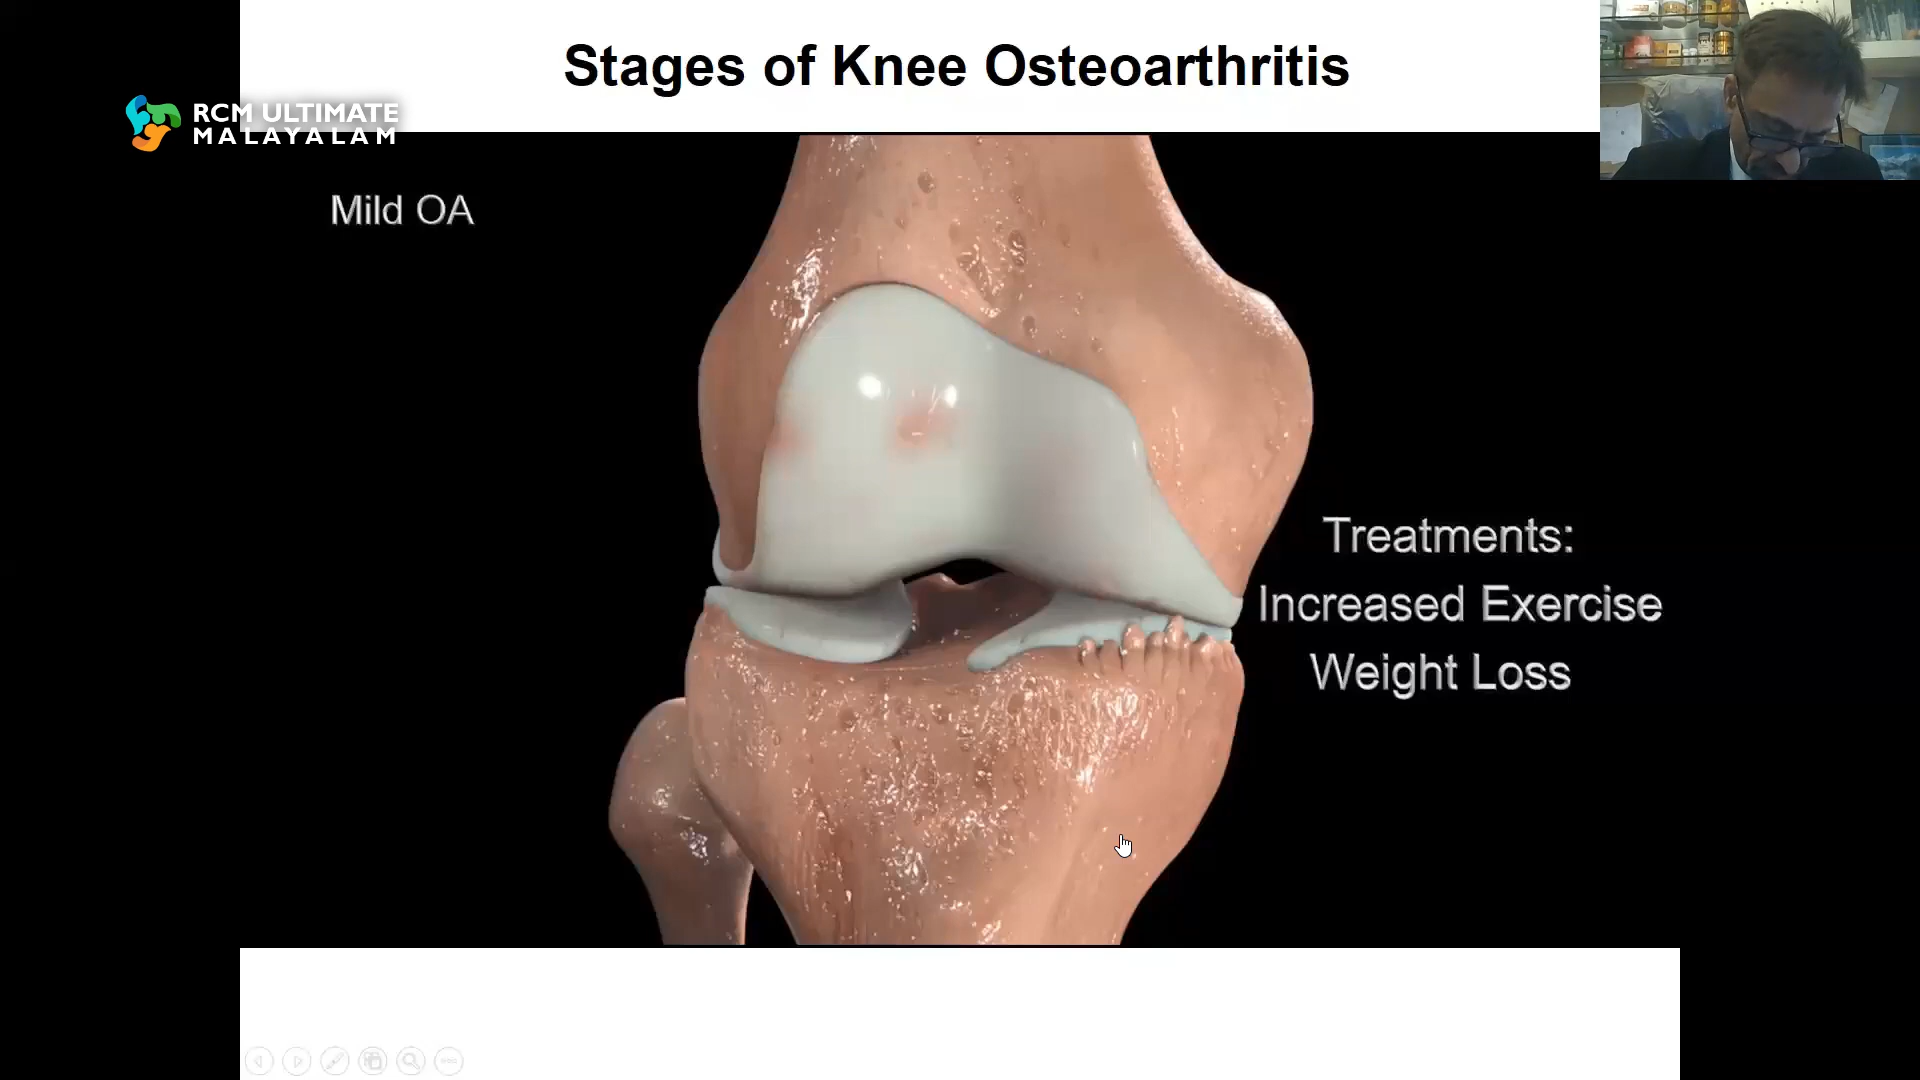 Stages of Knee Osteoarthritis
RCM ULTIMATE
MALAYALAM
Mild OA
Treatments:
Increased Exercise
Weight Loss